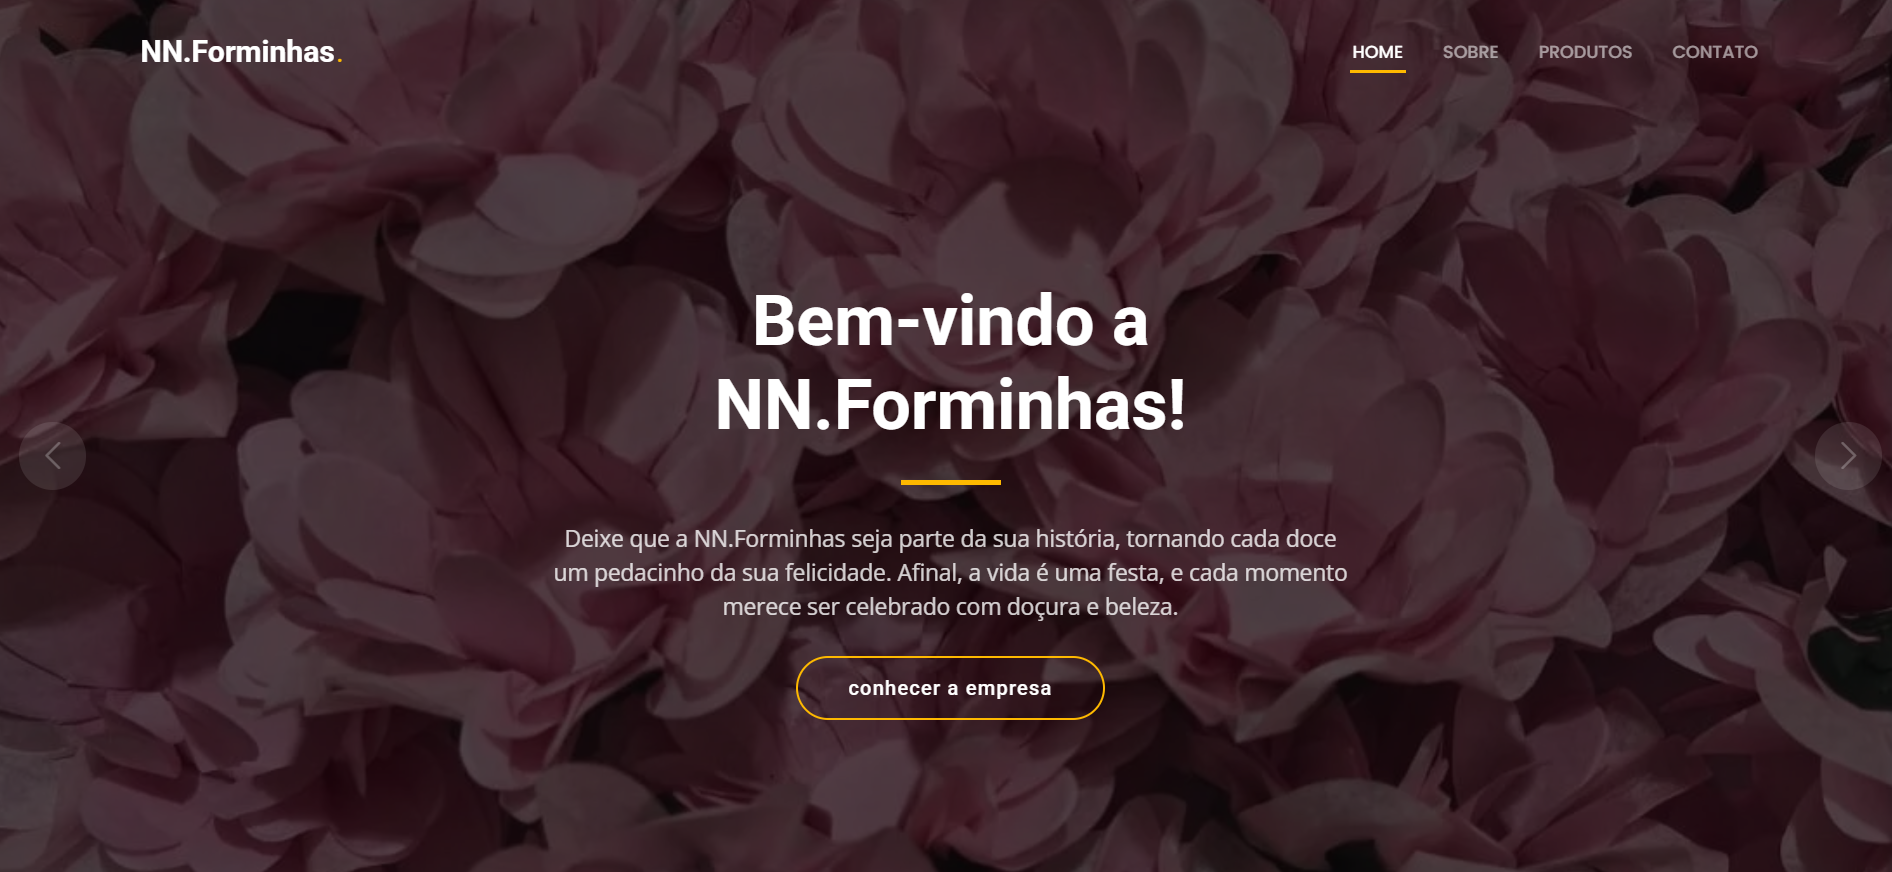 NN.Forminhas.
HOME SOBRE PRODUTOS CONTATO
Bem-vindo a
NN.Forminhas!
Deixe que a NN.Forminhas seja parte da sua história, tornando cada doce
um pedacinho da sua felicidade. Afinal, a vida é uma festa, e cada momento
merece ser celebrado com doçura e beleza.
conhecer a empresa